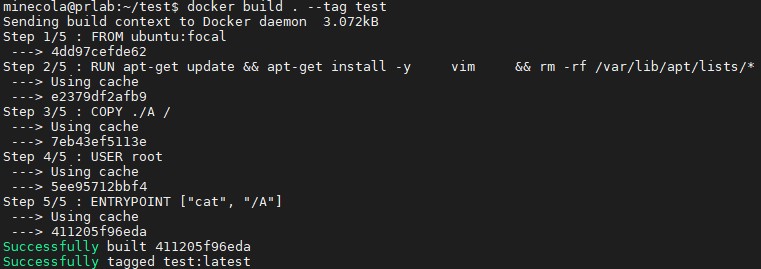 minecola@prlab:~/test$ docker build . --tag test
Sending build context to Docker daemon  3.072kB
Step 1/5 : FROM ubuntu:focal
 ---> 4dd97cefde62
Step 2/5 : RUN apt-get update && apt-get install -y     vim     && rm -rf /var/lib/apt/lists/*
 ---> Using cache
 ---> e2379df2afb9
Step 3/5 : COPY ./A /
 ---> Using cache
 ---> 7eb43ef5113e
Step 4/5 : USER root
 ---> Using cache
 ---> 5ee95712bbf4
Step 5/5 : ENTRYPOINT ["cat", "/A"]
 ---> Using cache
 ---> 411205f96eda
Successfully built 411205f96eda
Successfully tagged test:latest